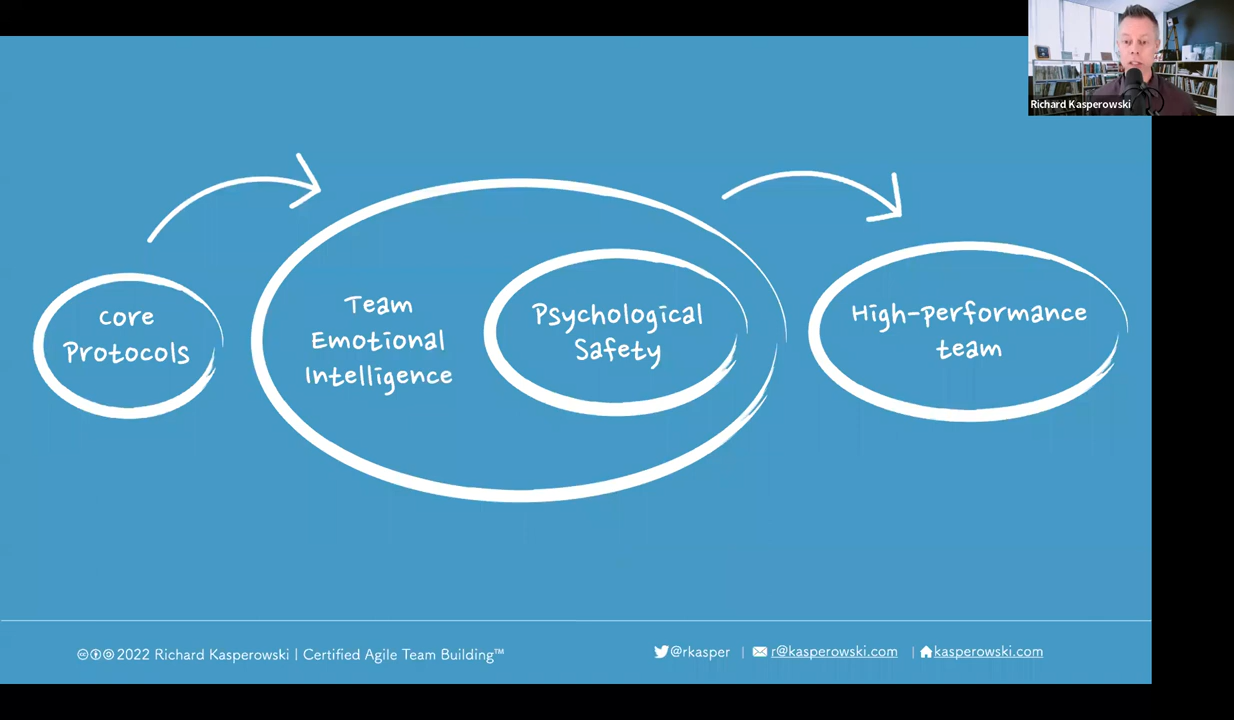 Richard Kasperowski
Core
Protocols
Team
Emotional
Intelligence
Psychological
Safety
High-performance
team
2022 Richard Kasperowski | Certified Agile Team Building™
@rkasper | r@kasperowski.com | kasperowski.com